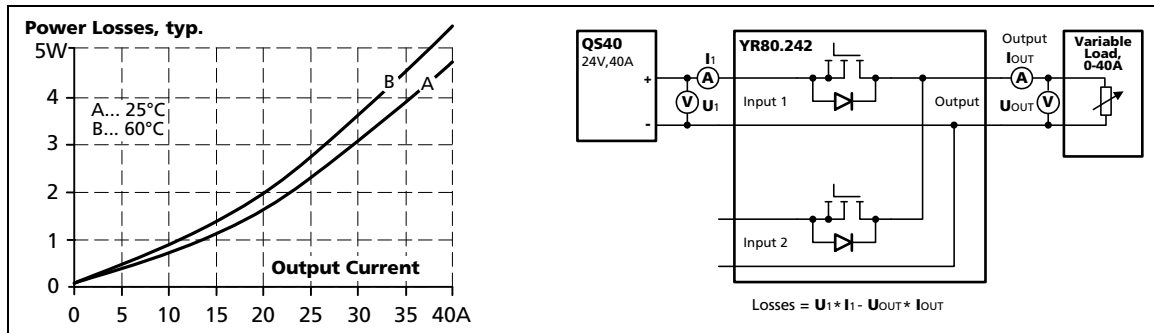 Power Losses, typ.
5W
4
3
2
1
0
A... 25°C
B... 60°C
B
A
Output Current
0 5 10 15 20 25 30 35 40A
QS40
24V,40A
+
-
I1
A
V
U1
YR80.242
Input 1
Output
Input 2
Output
IOUT
A
UOUT
V
Variable
Load,
0-40A
Losses = U1* I1- UOUT* IOUT